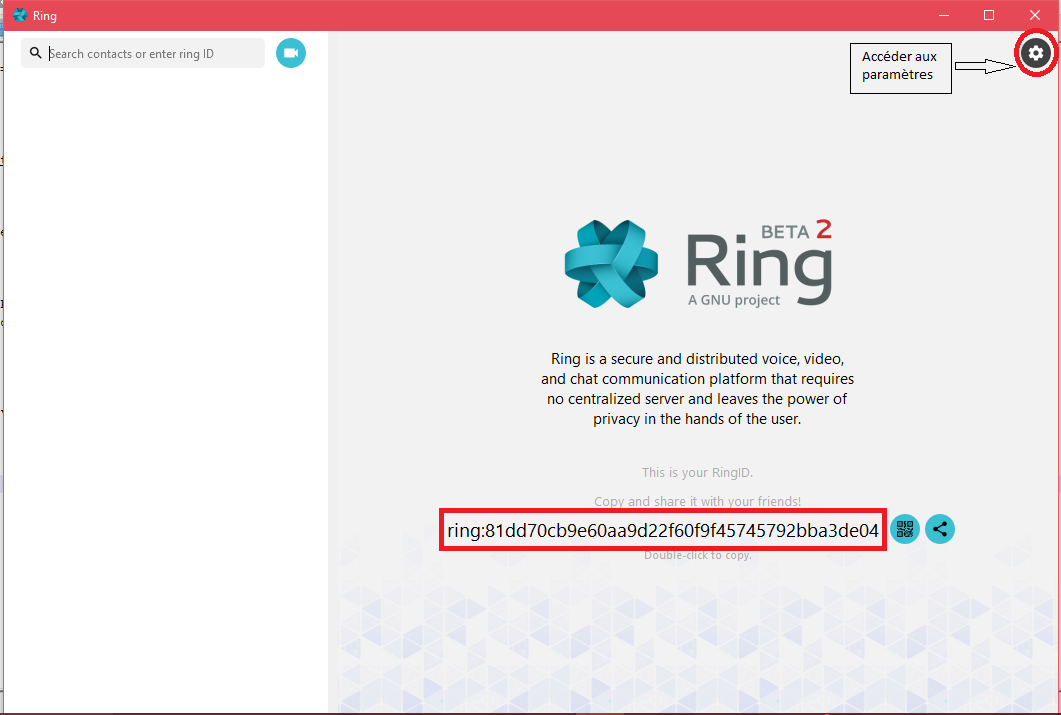 Ring
Search contacts or enter ring ID
Accéder aux
paramètres
BETA 2
Ring
A GNU project
Ring is a secure and distributed voice, video,
and chat communication platform that requires
no centralized server and leaves the power of
privacy in the hands of the user.
This is your RingID.
Copy and share it with your friends!
ring:81dd70cb9e60aa9d22f60f9f45745792bba3de04
Double-click to copy.